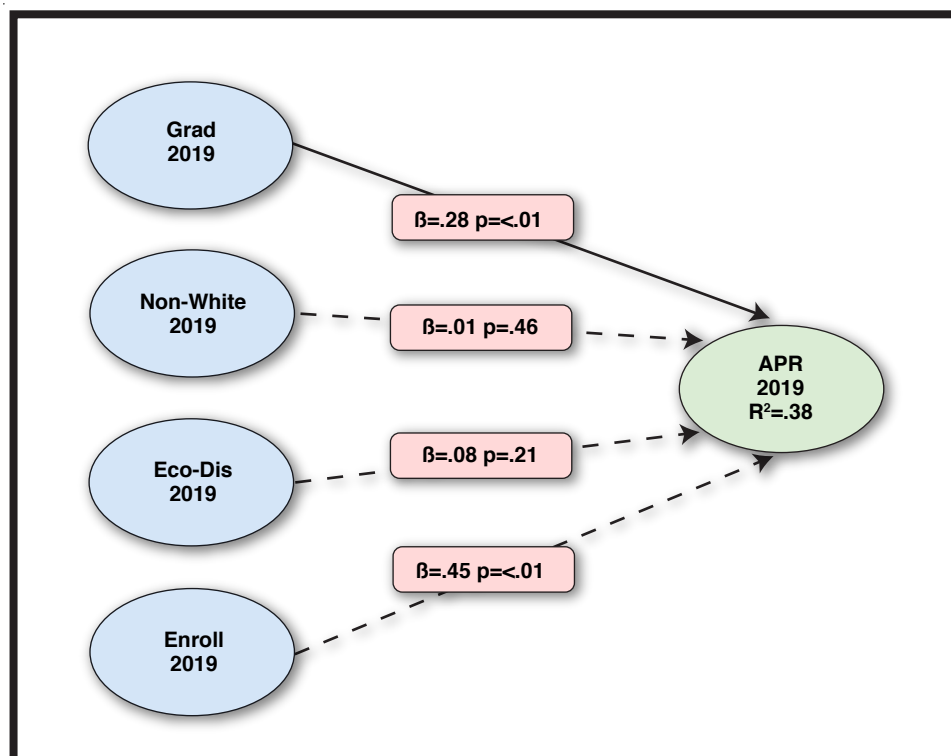 Grad
2019
ß=.28 p=<.01
Non-White
2019
ß=.01 p=.46
APR
2019
R²=.38
Eco-Dis
2019
ß=.08 p=.21
ß=.45 p=<.01
Enroll
2019